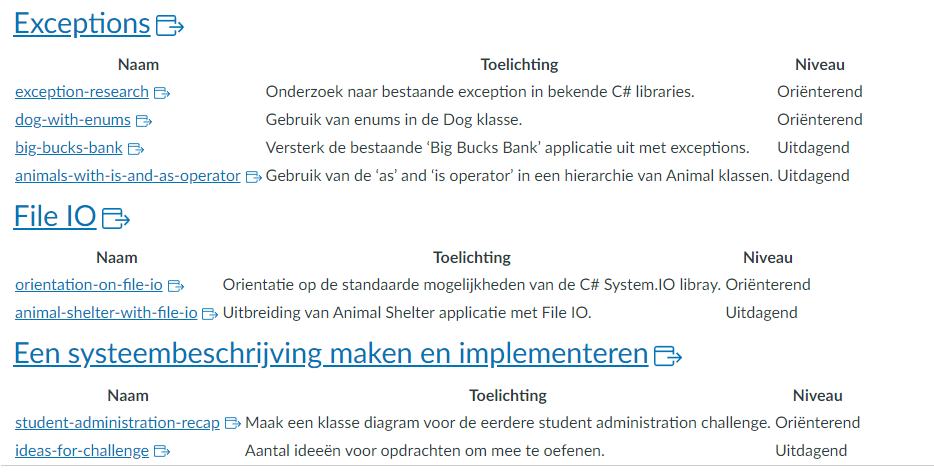 Exceptions
Naam Toelichting Niveau
exception-research Onderzoek naar bestaande exception in bekende C# libraries. Oriënterend
dog-with-enums Gebruik van enums in de Dog klasse. Oriënterend
big-bucks-bank Versterk de bestaande ‘Big Bucks Bank’ applicatie uit met exceptions. Uitdagend
animals-with-is-and-as-operator Gebruik van de ‘as’ and ‘is operator’ in een hierarchie van Animal klassen. Uitdagend
File IO
Naam Toelichting Niveau
orientation-on-file-io Orientatie op de standaarde mogelijkheden van de C# System.IO libray. Oriënterend
animal-shelter-with-file-io Uitbreiding van Animal Shelter applicatie met File IO. Uitdagend
Een systeembeschrijving maken en implementeren
Naam Toelichting Niveau
student-administration-recap Maak een klasse diagram voor de eerdere student administration challenge. Oriënterend
ideas-for-challenge Aantal ideeën voor opdrachten om mee te oefenen. Uitdagend